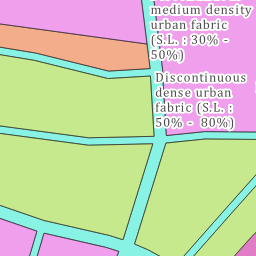 medium density
urban fabric
(S.L. : 30% -
50%)
Discontinuous
dense urban
fabric (S.L. :
50% -  80%)